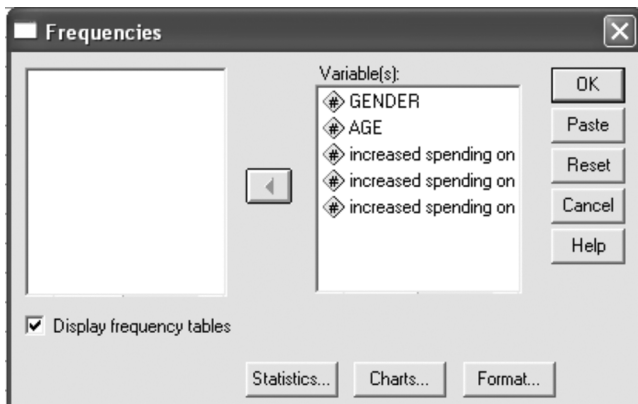 Frequencies
Variable(s):
# GENDER
# AGE
# increased spending on
# increased spending on
# increased spending on
OK
Paste
Reset
Cancel
Help
Display frequency tables
Statistics...
Charts...
Format...